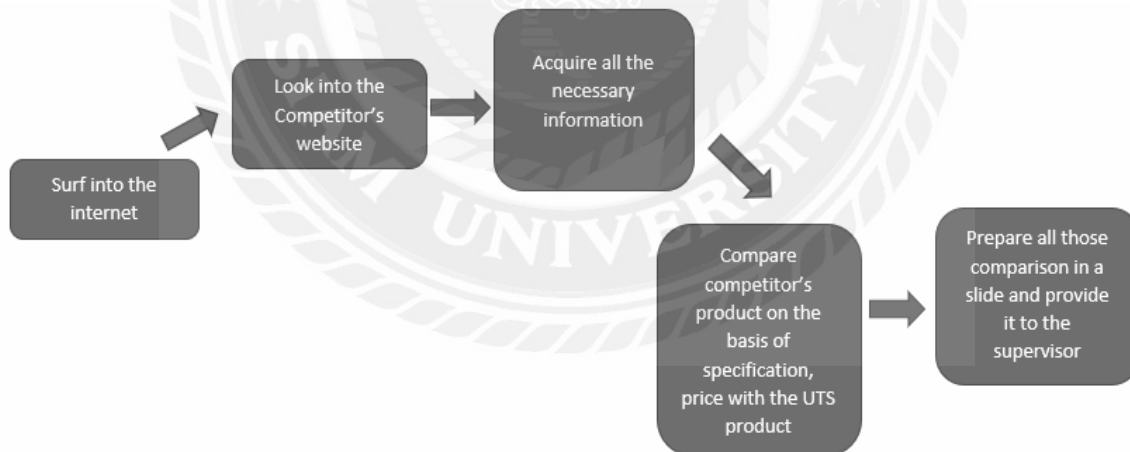 Surf into the
internet
Look into the
Competitor's
website
Acquire all the
necessary
information
Compare
competitor's
product on the
basis of
specification,
price with the UTS
product
Prepare all those
comparison in a
slide and provide
it to the
supervisor
UNIVERSITY